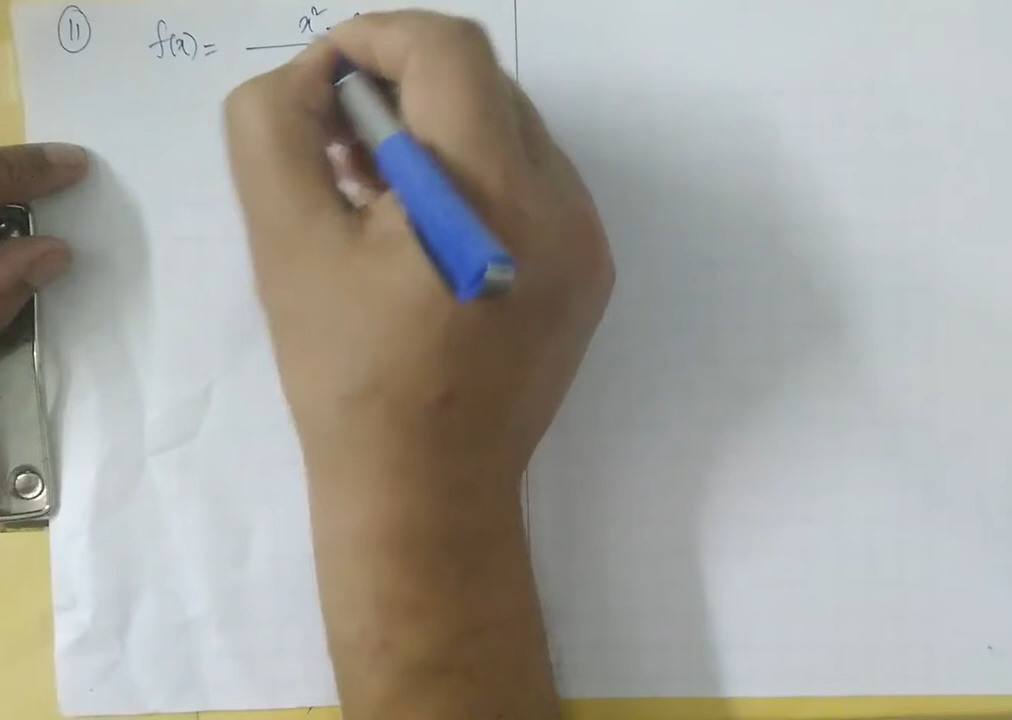 ⑪ f(x) = x²